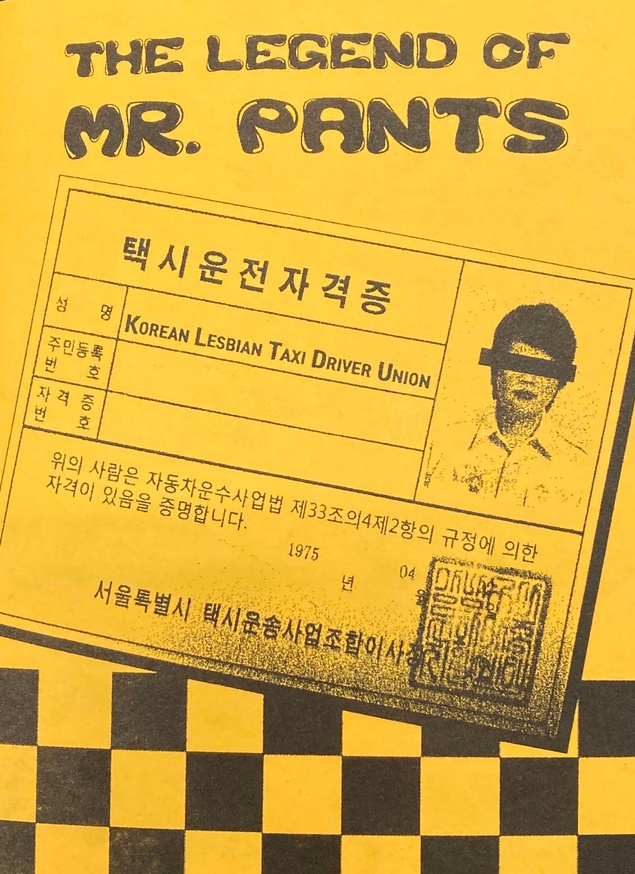 THE LEGEND OF
MR. PANTS
택시운전자격증
성 명
KOREAN LESBIAN TAXI DRIVER UNION
주민등록
번 호
자격증
번 호
위의 사람은 자동차운수사업법 제33조의4제2항의 규정에 의한
자격이 있음을 증명합니다.
1975
년
04
월
서울특별시 택시운송사업조합이사장